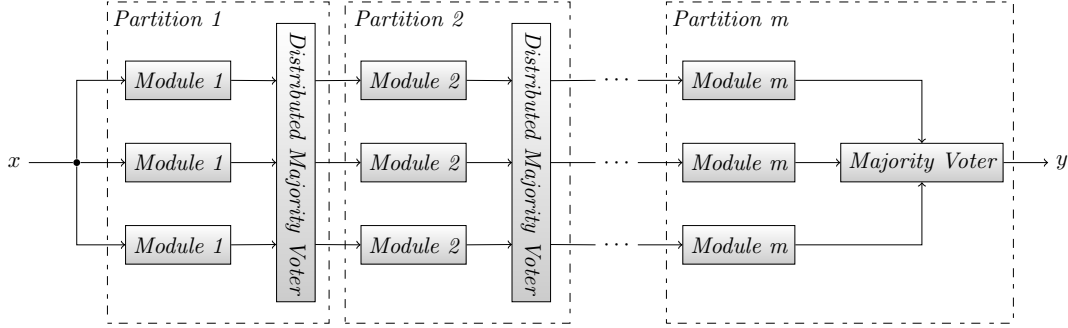 Partition 1
Partition 2
Partition m
Module 1
Distributed Majority Voter
Module 2
Distributed Majority Voter
···
Module m
x
Module 1
Module 2
···
Module m
Majority Voter
y
Module 1
Module 2
···
Module m